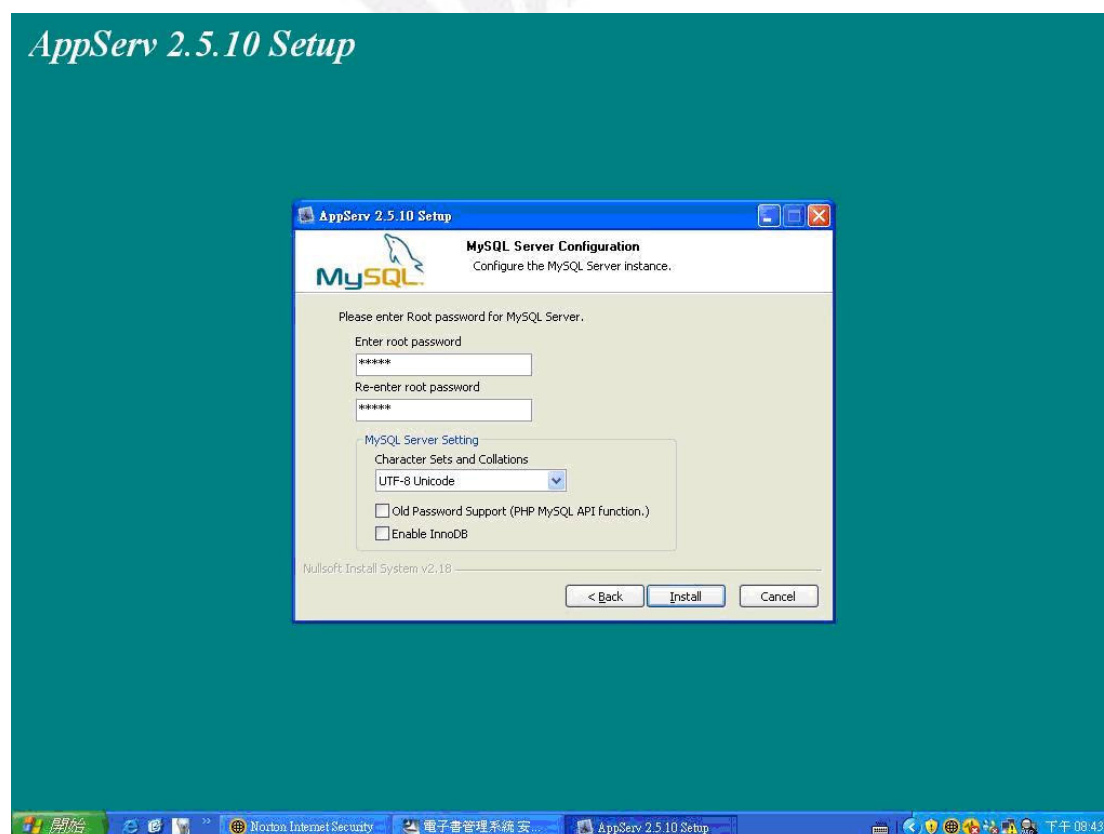 AppServ 2.5.10 Setup
AppServ 2.5.10 Setup
MySQL
MySQL Server Configuration
Configure the MySQL Server instance.
Please enter Root password for MySQL Server.
Enter root password
*****
Re-enter root password
*****
MySQL Server Setting
Character Sets and Collations
UTF-8 Unicode
Old Password Support (PHP MySQL API function.)
Enable InnoDB
Nullsoft Install System v2.18
< Back
Install
Cancel
開始
Norton Internet Security
電子書管理系統 安...
AppServ 2.5.10 Setup
下午 08:43